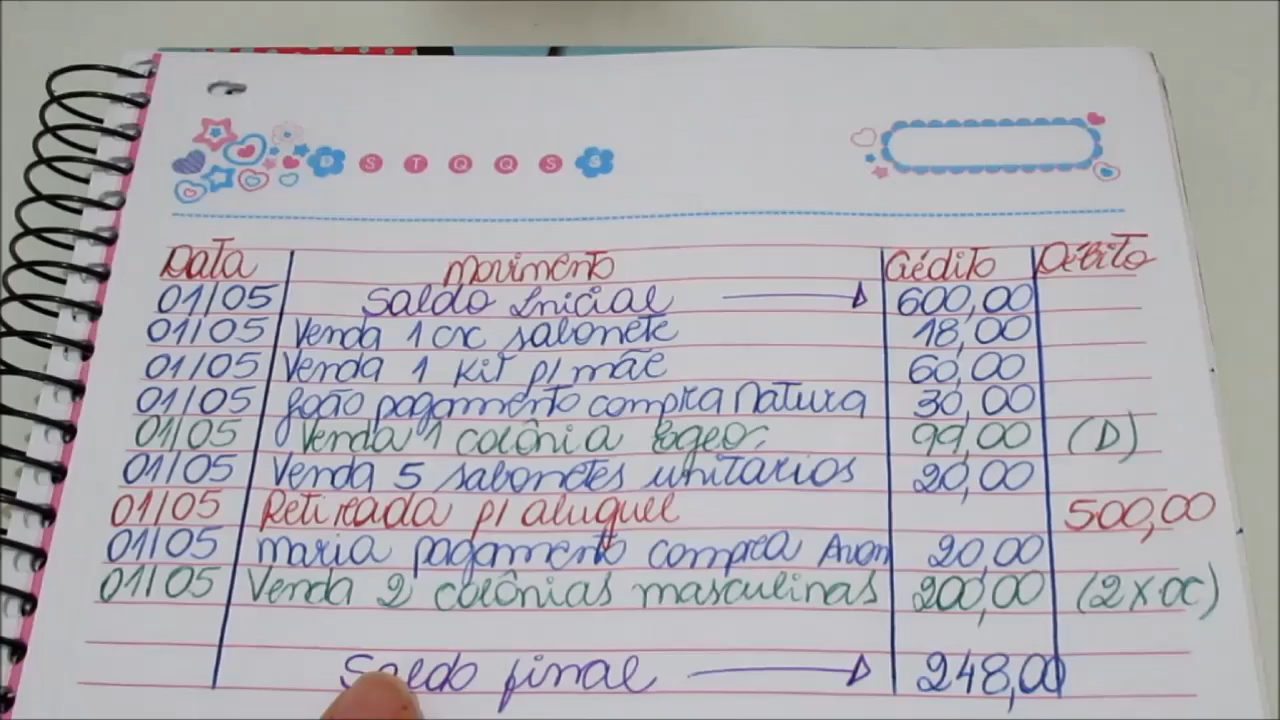 D S T Q Q S S
Data Movimento Crédito Débito
01/05 Saldo Inicial 600,00
01/05 Venda 1 cx sabonete 18,00
01/05 Venda 1 Kit p/ mãe 60,00
01/05 João pagamento compra Natura 30,00
01/05 Venda 1 colônia Egeo 99,00 (D)
01/05 Venda 5 sabonetes unitários 20,00
01/05 Retirada p/ aluguel 500,00
01/05 maria pagamento compra Avon 20,00
01/05 Venda 2 colônias masculinas 200,00 (2x cc)
Saldo final 248,00